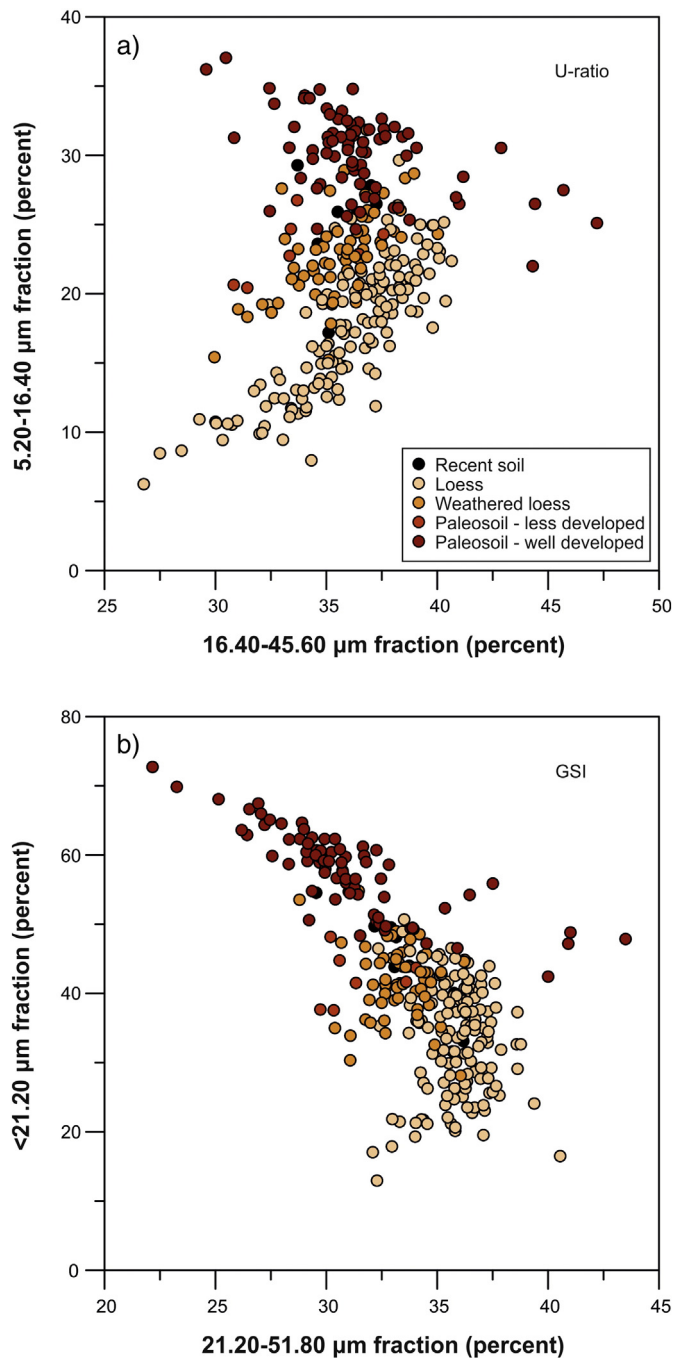 a)
U-ratio
40
30
20
10
0
5.20-16.40 µm fraction (percent)
Recent soil
Loess
Weathered loess
Paleosoil - less developed
Paleosoil - well developed
25 30 35 40 45 50
16.40-45.60 µm fraction (percent)
b)
GSI
80
60
40
20
0
<21.20 µm fraction (percent)
20 25 30 35 40 45
21.20-51.80 µm fraction (percent)